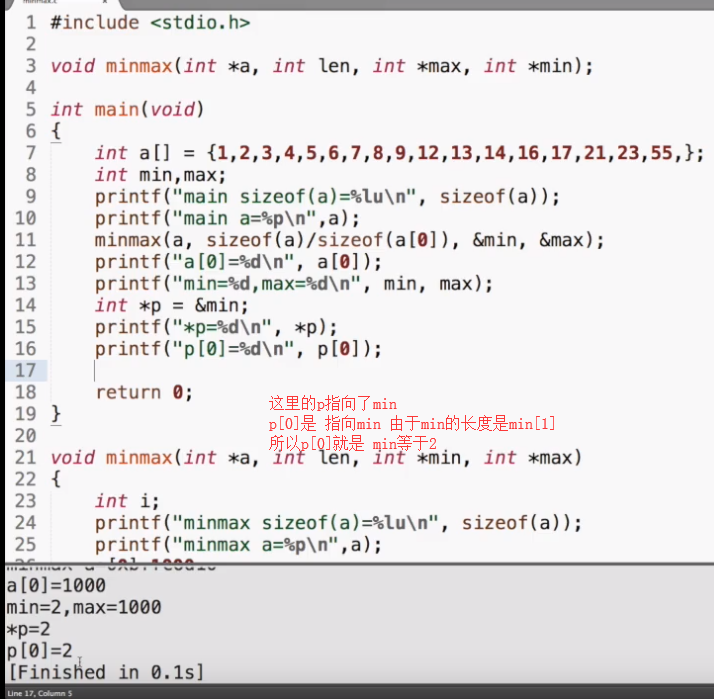 minmax.c
1 #include <stdio.h>
2
3 void minmax(int *a, int len, int *max, int *min);
4
5 int main(void)
6 {
7 int a[] = {1,2,3,4,5,6,7,8,9,12,13,14,16,17,21,23,55,};
8 int min,max;
9 printf("main sizeof(a)=%lu\n", sizeof(a));
10 printf("main a=%p\n",a);
11 minmax(a, sizeof(a)/sizeof(a[0]), &min, &max);
12 printf("a[0]=%d\n", a[0]);
13 printf("min=%d,max=%d\n", min, max);
14 int *p = &min;
15 printf("*p=%d\n", *p);
16 printf("p[0]=%d\n", p[0]);
17
18 return 0;
这里的p指向了min
19 }
p[0]是 指向min 由于min的长度是min[1]
20
所以p[0]就是 min等于2
21 void minmax(int *a, int len, int *min, int *max)
22 {
23 int i;
24 printf("minmax sizeof(a)=%lu\n", sizeof(a));
25 printf("minmax a=%p\n",a);
a[0]=1000
min=2,max=1000
*p=2
p[0]=2
[Finished in 0.1s]
Line 17, Column 5